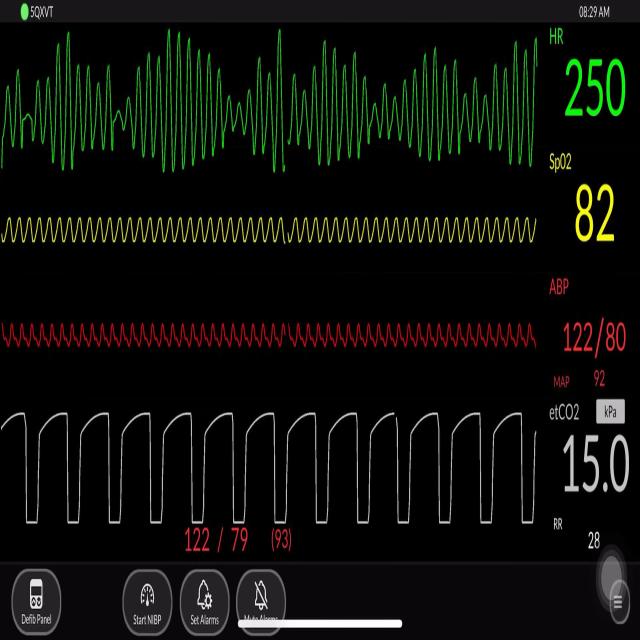 5QXVT
08:29 AM
HR
250
SpO2
82
ABP
122/80
MAP 92
etCO2 kPa
15.0
RR
28
122 / 79 (93)
Defib Panel
Start NIBP
Set Alarms
Mute Alarms